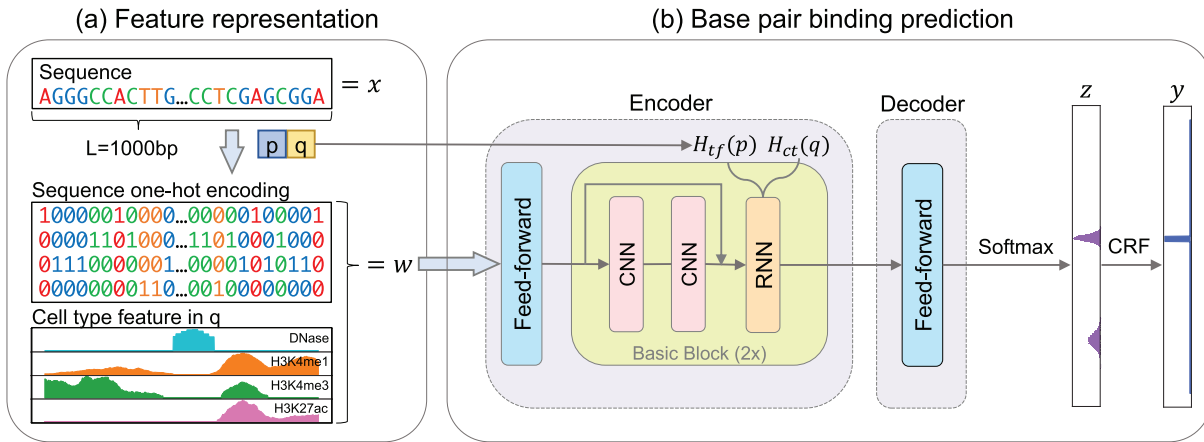 (a) Feature representation
Sequence
AGGGCCACTTG…CCTCGAGCGGA
= x
L=1000bp
p q
Sequence one-hot encoding
10000010000…00000100001
00001101000…11010001000
01110000001…00001010110
00000000110…00100000000
= w
Cell type feature in q
DNase
H3K4me1
H3K4me3
H3K27ac
(b) Base pair binding prediction
Encoder
H_tf(p) H_ct(q)
Feed-forward
CNN
CNN
RNN
Basic Block (2x)
Decoder
Feed-forward
Softmax
z
CRF
y